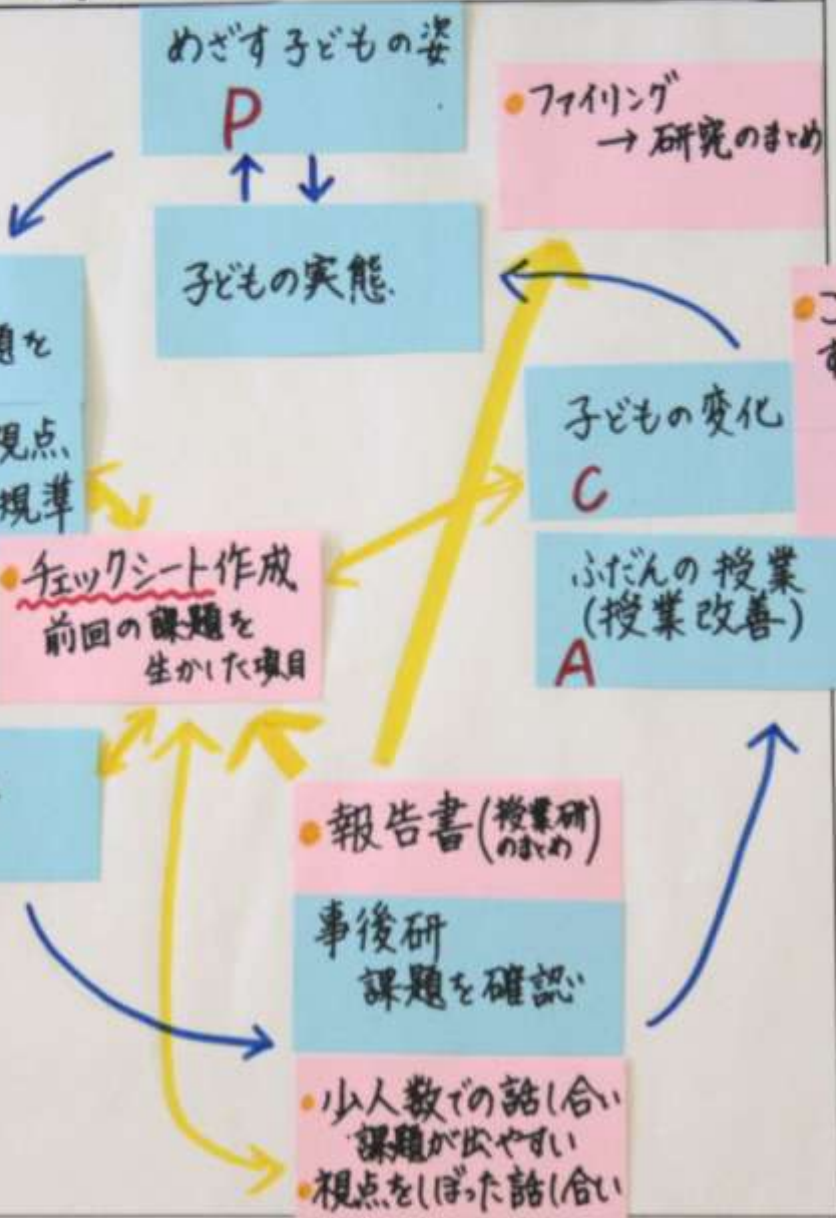 めざす子どもの姿
P
・ファイリング
→研究のまとめ
子どもの実態
題を
視点
規準
子どもの変化
C
・チェックシート作成
前回の課題を
生かした項目
ふだんの授業
(授業改善)
A
・報告書(授業研
のまとめ)
事後研
課題を確認
・少人数での話し合い
課題が出やすい
・視点をしぼった話し合い